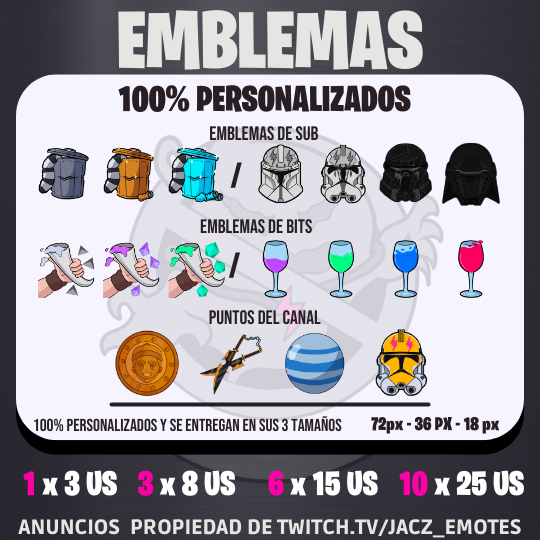 EMBLEMAS
100% PERSONALIZADOS
EMBLEMAS DE SUB
/
EMBLEMAS DE BITS
/
PUNTOS DEL CANAL
100% PERSONALIZADOS Y SE ENTREGAN EN SUS 3 TAMAÑOS 72px - 36 PX - 18 px
1 x 3 US 3 x 8 US 6 x 15 US 10 x 25 US
ANUNCIOS PROPIEDAD DE TWITCH.TV/JACZ_EMOTES